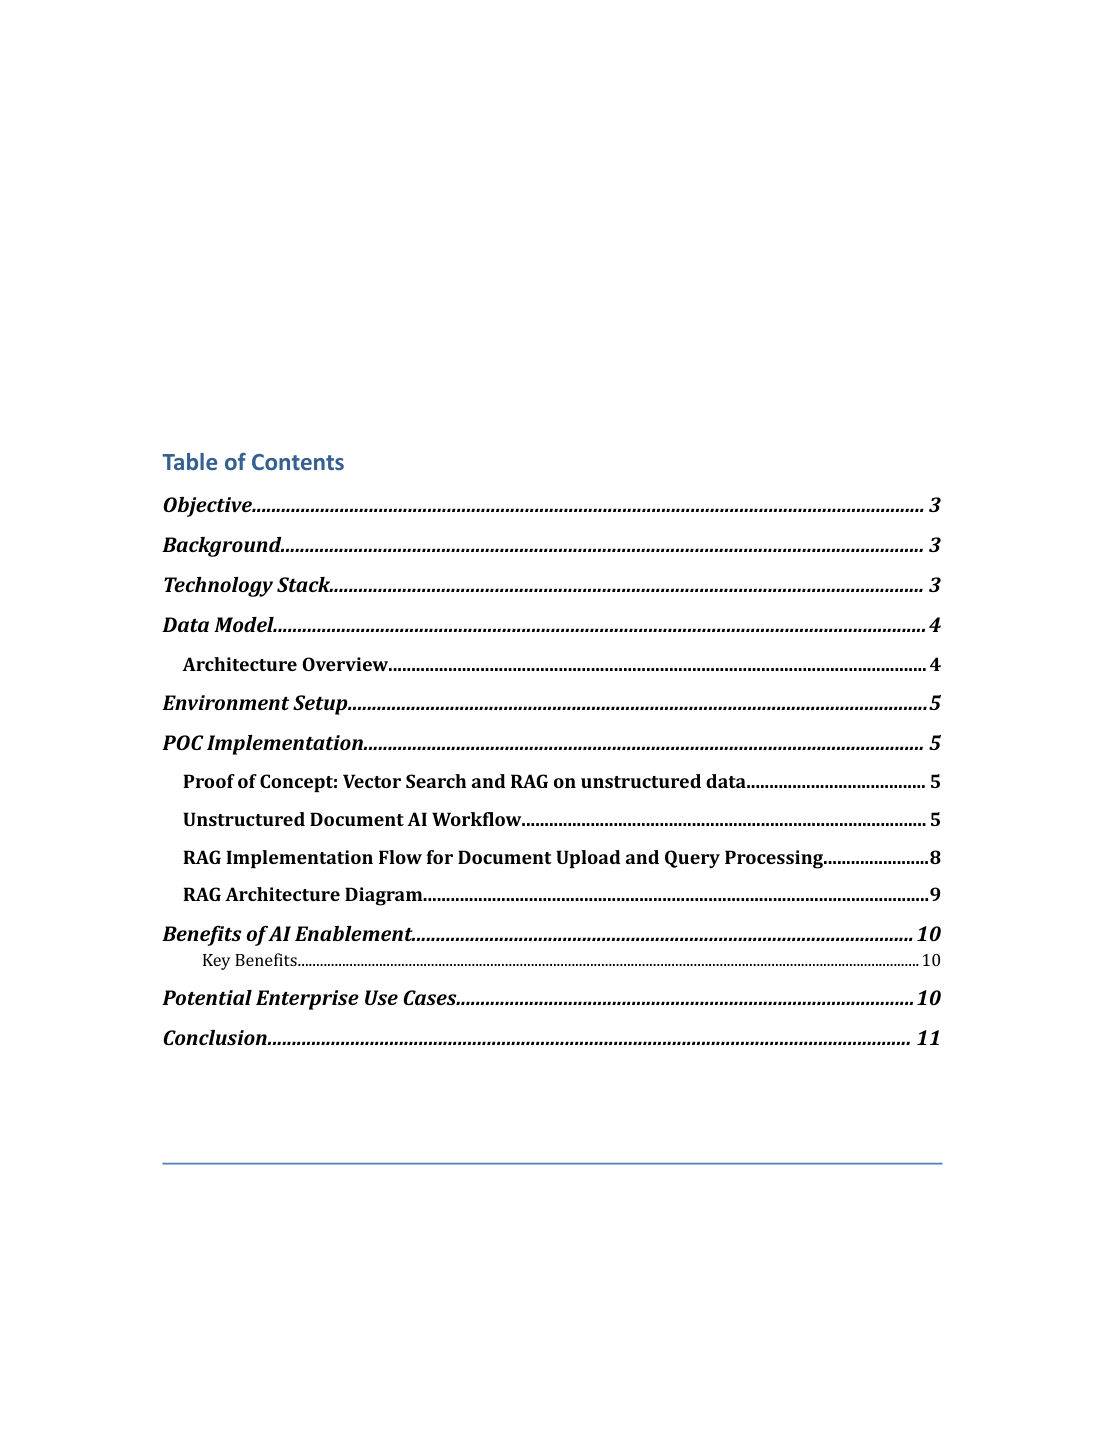 Table of Contents
Objective 3
Background 3
Technology Stack 3
Data Model 4
Architecture Overview 4
Environment Setup 5
POC Implementation 5
Proof of Concept: Vector Search and RAG on unstructured data 5
Unstructured Document AI Workflow 5
RAG Implementation Flow for Document Upload and Query Processing 8
RAG Architecture Diagram 9
Benefits of AI Enablement 10
Key Benefits 10
Potential Enterprise Use Cases 10
Conclusion 11